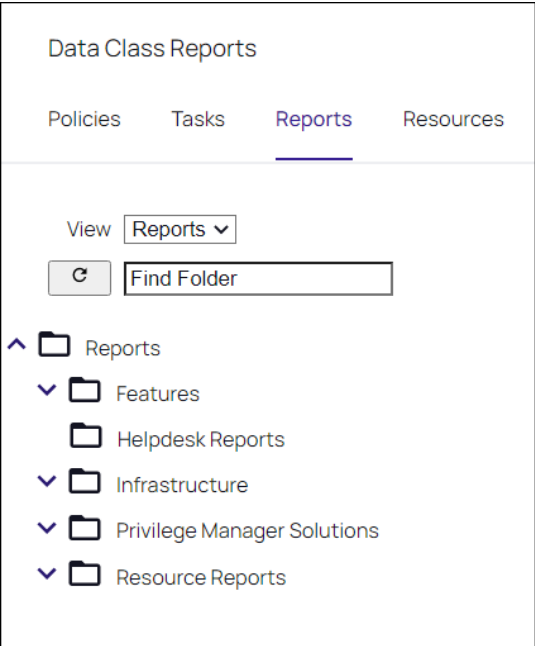 Data Class Reports
Policies Tasks Reports Resources
View Reports
Find Folder
Reports
Features
Helpdesk Reports
Infrastructure
Privilege Manager Solutions
Resource Reports